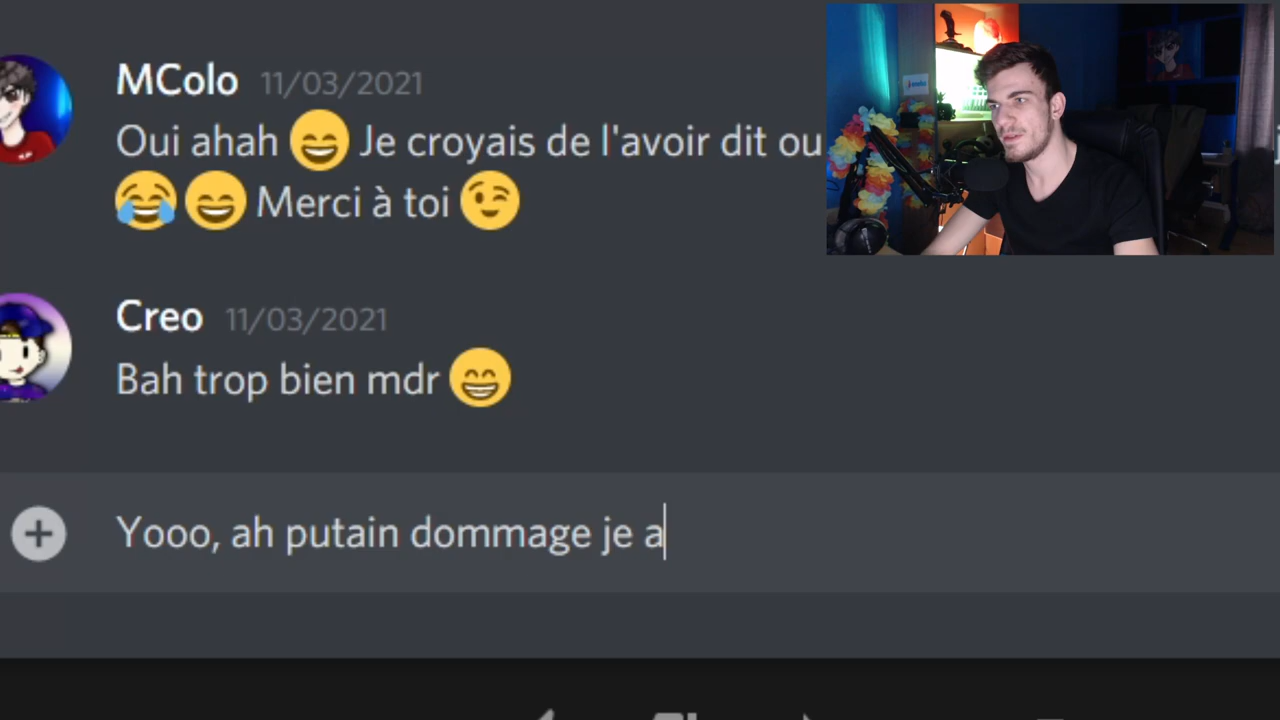 MColo 11/03/2021
Oui ahah 😄 Je croyais de l'avoir dit ou
😂 😄 Merci à toi 😉
Creo 11/03/2021
Bah trop bien mdr 😁
Yooo, ah putain dommage je a